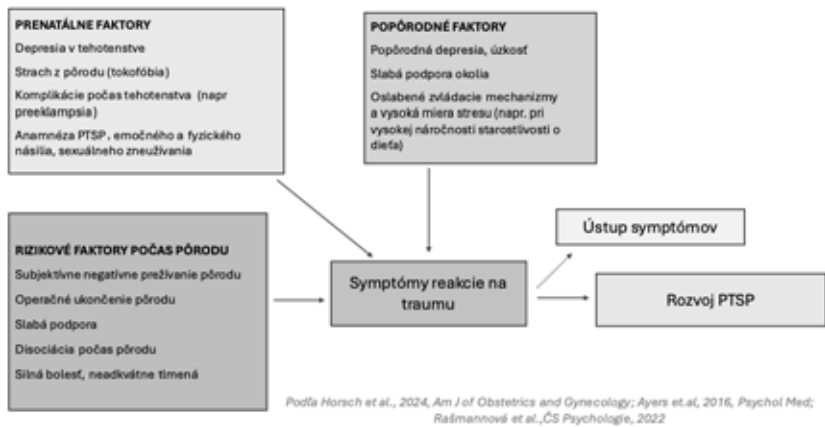 PRENATÁLNE FAKTORY
Depresia v tehotenstve
Strach z pôrodu (tokofóbia)
Komplikácie počas tehotenstva (napr
preeklampsia)
Anamnéza PTSP, emočného a fyzického
násilia, sexuálneho zneužívania
POPÔRODNÉ FAKTORY
Popôrodná depresia, úzkosť
Slabá podpora okolia
Oslabené zvládacie mechanizmy
a vysoká miera stresu (napr. pri
vysokej náročnosti starostlivosti o
dieťa)
RIZIKOVÉ FAKTORY POČAS PÔRODU
Subjektívne negatívne prežívanie pôrodu
Operačné ukončenie pôrodu
Slabá podpora
Disociácia počas pôrodu
Silná bolesť, neadkvátne tlmená
Symptómy reakcie na
traumu
Ústup symptómov
Rozvoj PTSP
Podľa Horsch et al., 2024, Am J of Obstetrics and Gynecology; Ayers et.al, 2016, Psychol Med;
Rašmannová et al.,ČS Psychologie, 2022